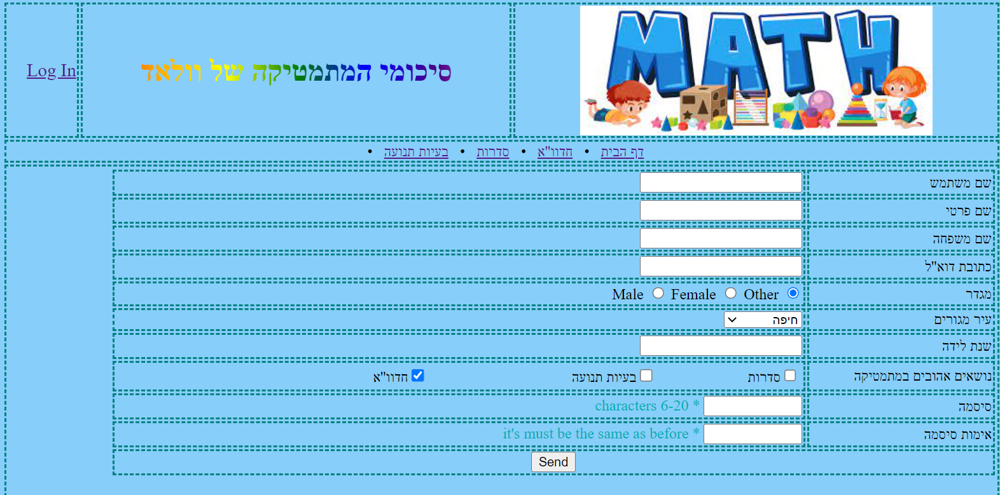 MATH
סיכומי המתמטיקה של וולאד
Log In
דף הבית • חדוו"א • סדרות • בעיות תנועה •
שם משתמש
שם פרטי
שם משפחה
כתובת דוא"ל
מגדר Other Female Male
עיר מגורים חיפה
שנת לידה
נושאים אהובים במתמטיקה סדרות בעיות תנועה חדוו"א
סיסמה * characters 6-20
אימות סיסמה * it's must be the same as before
Send